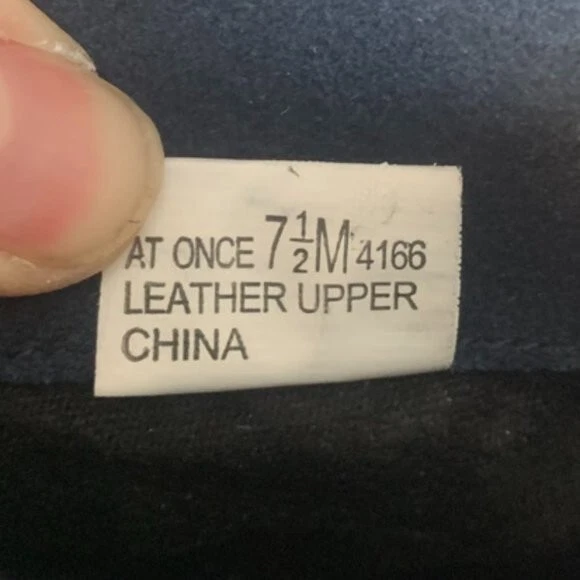 AT ONCE 7½M 4166
LEATHER UPPER
CHINA